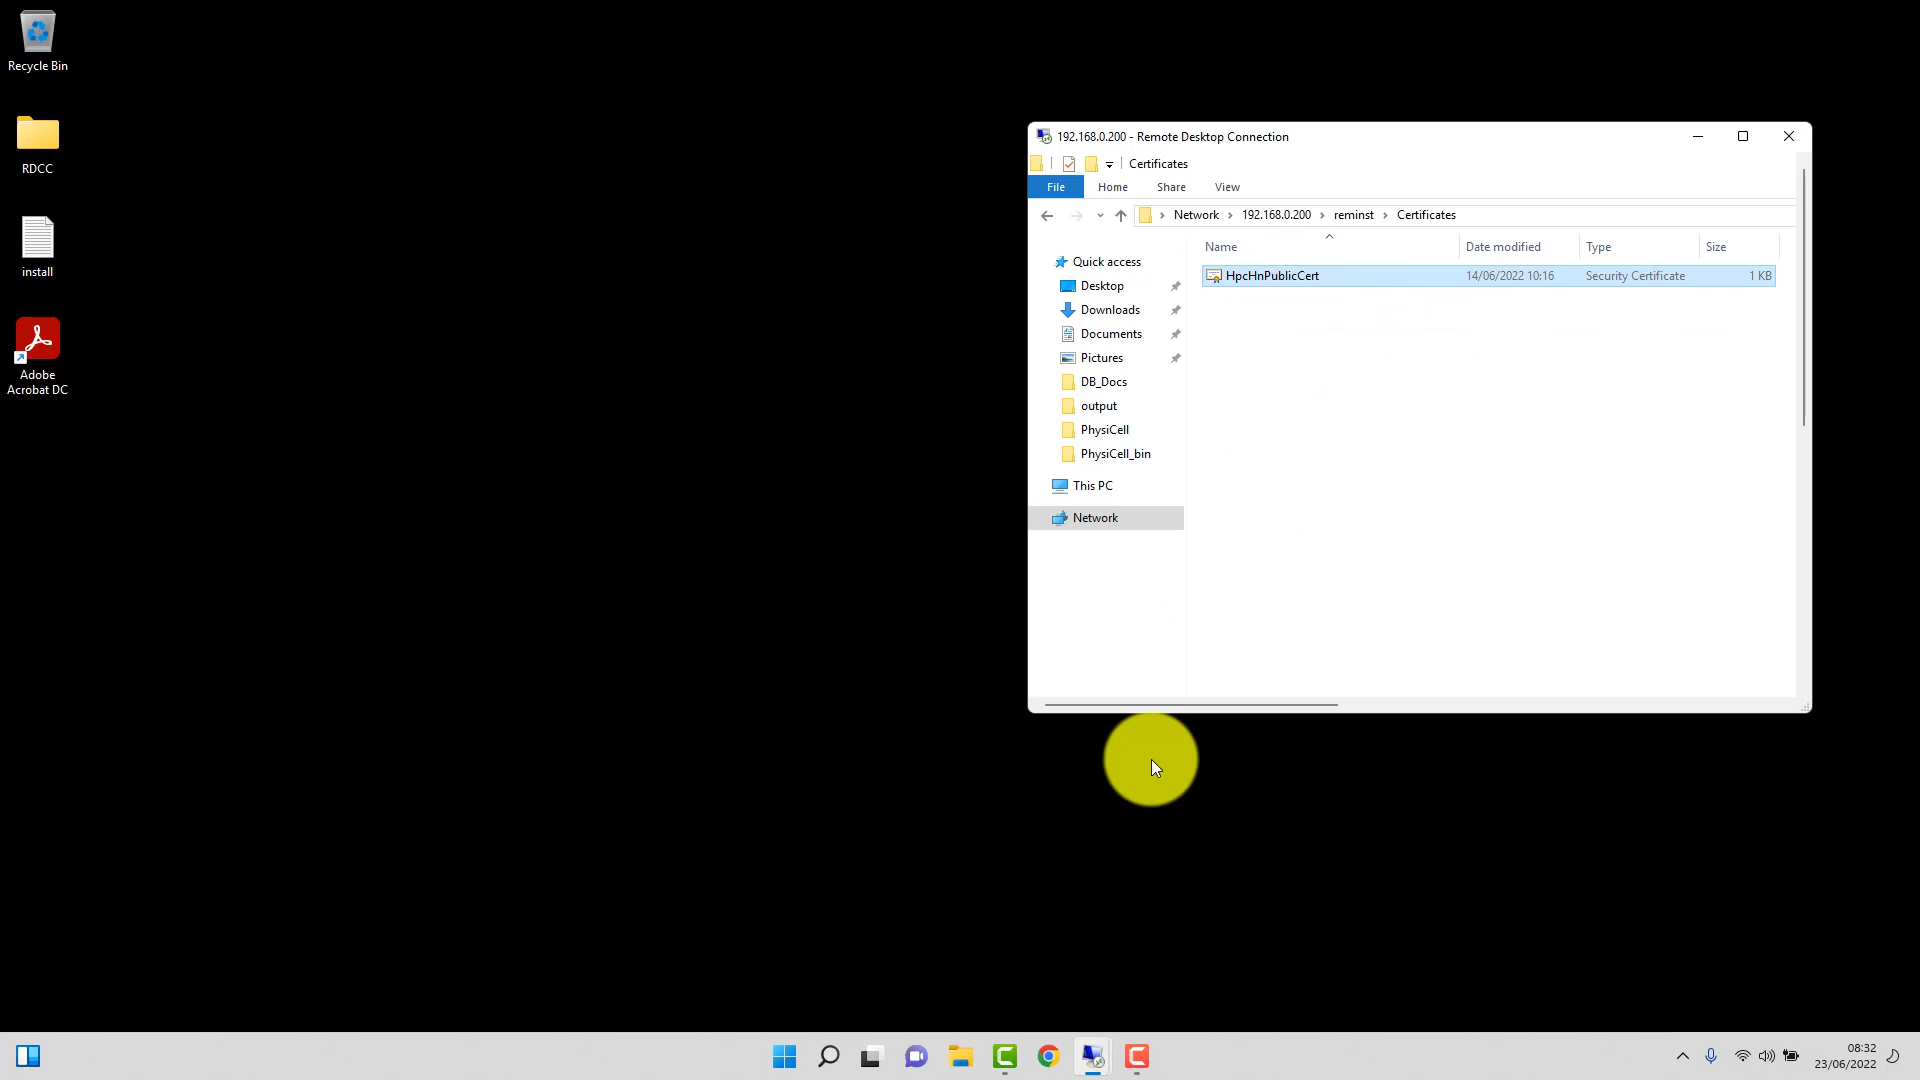 Recycle Bin
RDCC
install
Adobe
Acrobat DC
192.168.0.200 - Remote Desktop Connection
Certificates
File Home Share View
Network 192.168.0.200 reminst Certificates
Name Date modified Type Size
HpcHnPublicCert 14/06/2022 10:16 Security Certificate 1 KB
Quick access
Desktop
Downloads
Documents
Pictures
DB_Docs
output
PhysiCell
PhysiCell_bin
This PC
Network
08:32
23/06/2022